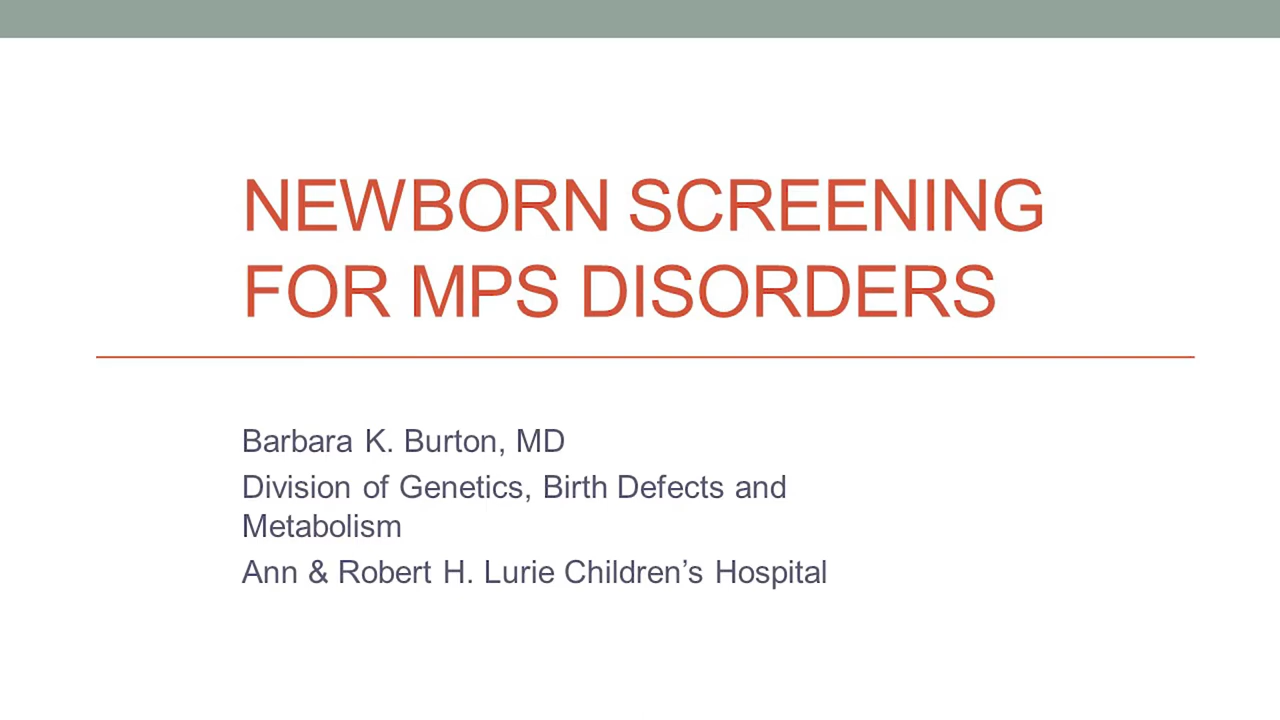 NEWBORN SCREENING
FOR MPS DISORDERS
Barbara K. Burton, MD
Division of Genetics, Birth Defects and
Metabolism
Ann & Robert H. Lurie Children’s Hospital